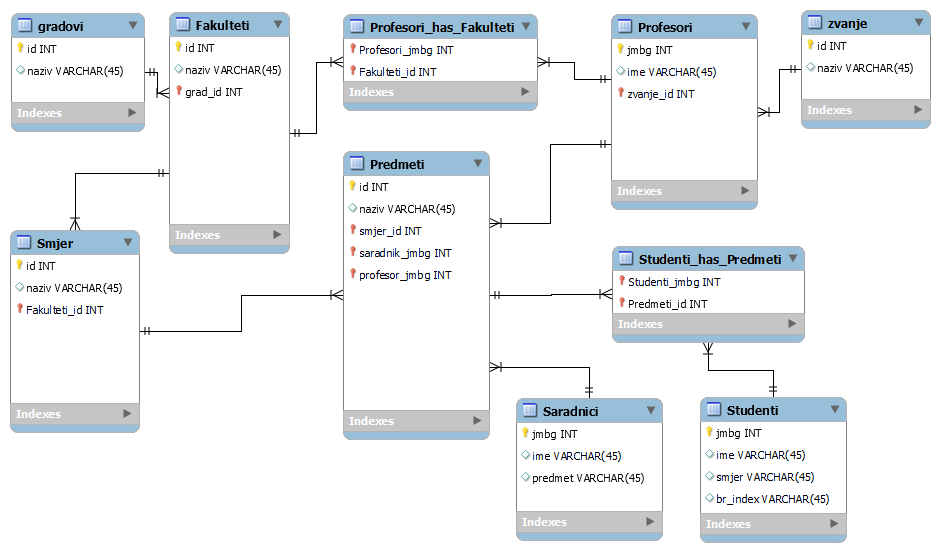 gradovi
id INT
naziv VARCHAR(45)
Indexes
Fakulteti
id INT
naziv VARCHAR(45)
grad_id INT
Indexes
Profesori_has_Fakulteti
Profesori_jmbg INT
Fakulteti_id INT
Indexes
Profesori
jmbg INT
ime VARCHAR(45)
zvanje_id INT
Indexes
zvanje
id INT
naziv VARCHAR(45)
Indexes
Smjer
id INT
naziv VARCHAR(45)
Fakulteti_id INT
Indexes
Predmeti
id INT
naziv VARCHAR(45)
smjer_id INT
saradnik_jmbg INT
profesor_jmbg INT
Indexes
Studenti_has_Predmeti
Studenti_jmbg INT
Predmeti_id INT
Indexes
Saradnici
jmbg INT
ime VARCHAR(45)
predmet VARCHAR(45)
Indexes
Studenti
jmbg INT
ime VARCHAR(45)
smjer VARCHAR(45)
br_index VARCHAR(45)
Indexes